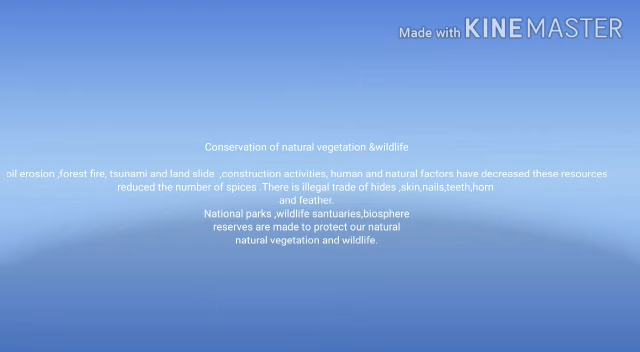 Made with KINEMASTER
Conservation of natural vegetation &wildlife
oil erosion ,forest fire, tsunami and land slide ,construction activities, human and natural factors have decreased these resources
reduced the number of spices .There is illegal trade of hides ,skin,nails,teeth,horn
and feather.
National parks ,wildlife santuaries,biosphere
reserves are made to protect our natural
natural vegetation and wildlife.